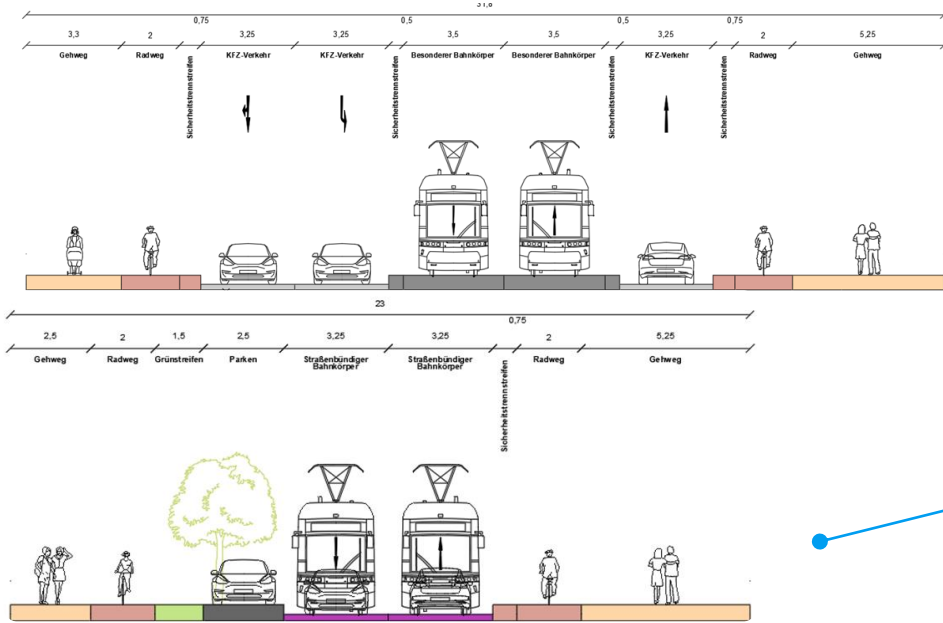 31,8
0,75 0,5 0,5 0,75
3,3 2 3,25 3,25 3,5 3,5 3,25 2 5,25
Gehweg Radweg Sicherheitstrennstreifen KFZ-Verkehr KFZ-Verkehr Sicherheitstrennstreifen Besonderer Bahnkörper Besonderer Bahnkörper Sicherheitstrennstreifen KFZ-Verkehr Sicherheitstrennstreifen Radweg Gehweg
23
0,75
2,5 2 1,5 2,5 3,25 3,25 2 5,25
Gehweg Radweg Grünstreifen Parken Straßenbündiger Straßenbündiger Sicherheitstrennstreifen Radweg Gehweg
Bahnkörper Bahnkörper